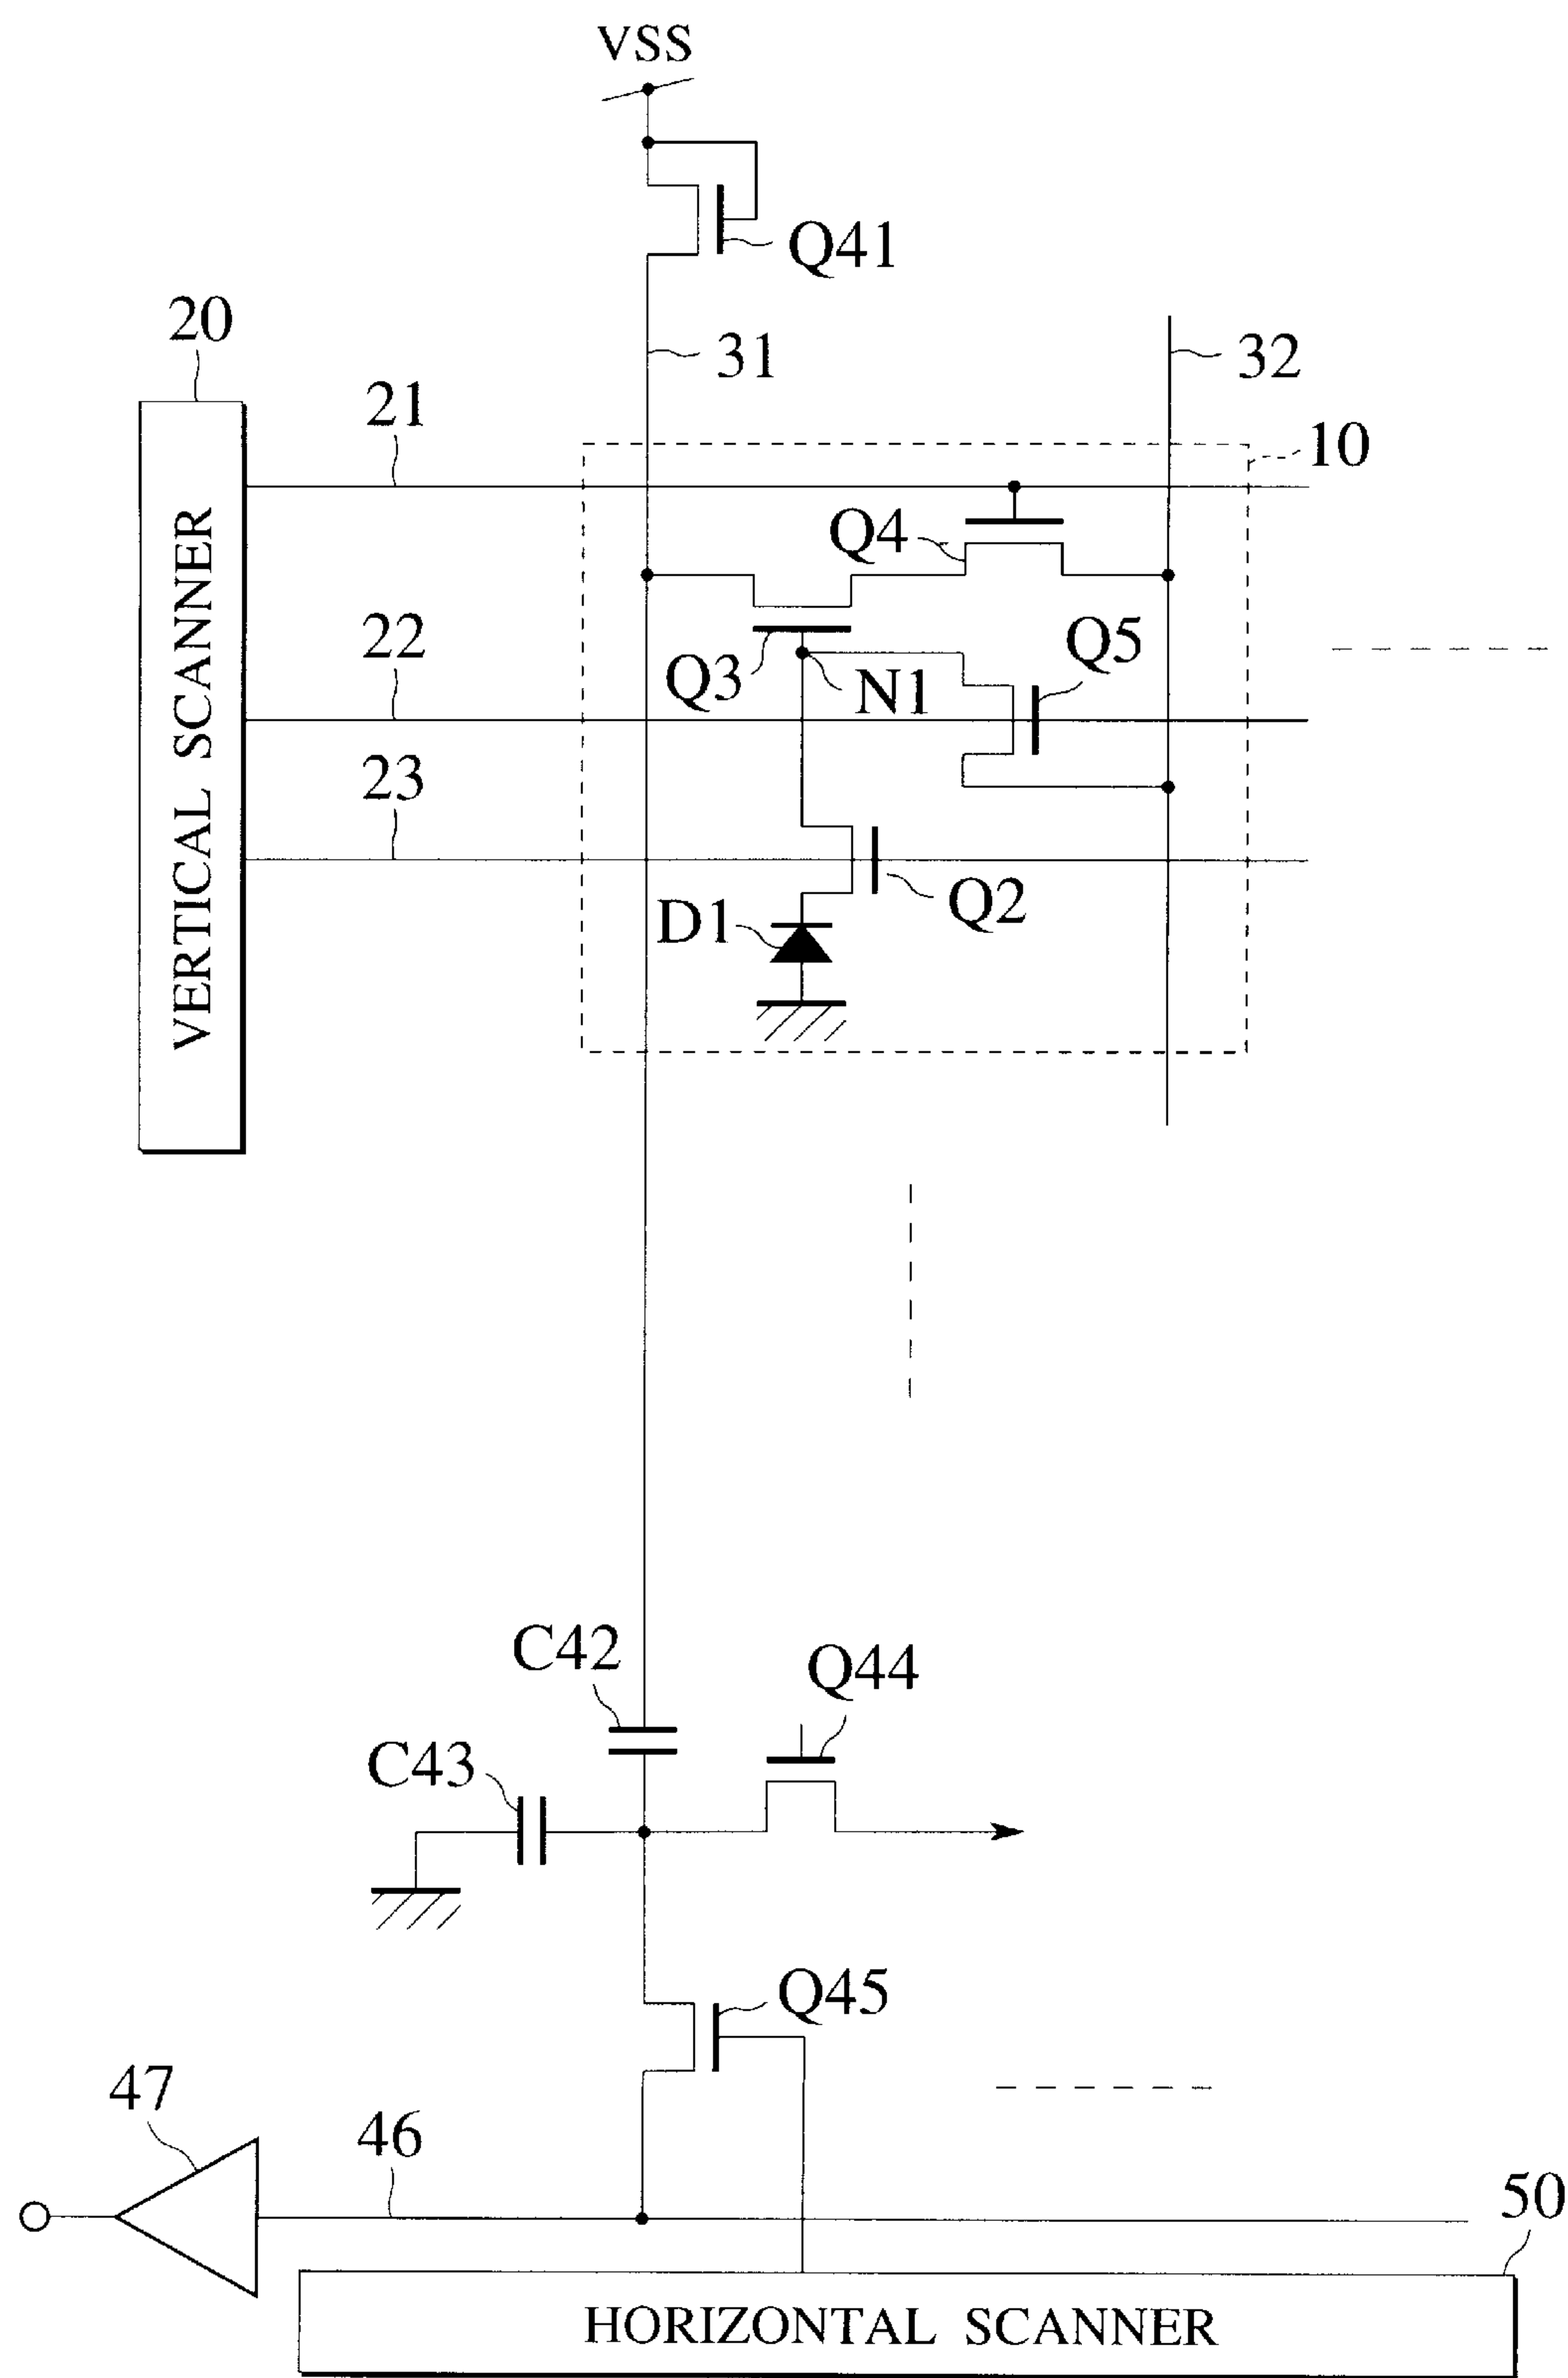 VSS
Q41
20
31
32
21
10
Q4
VERTICAL SCANNER
22
Q5
Q3
N1
23
D1
Q2
C42
Q44
C43
Q45
47
46
50
HORIZONTAL SCANNER